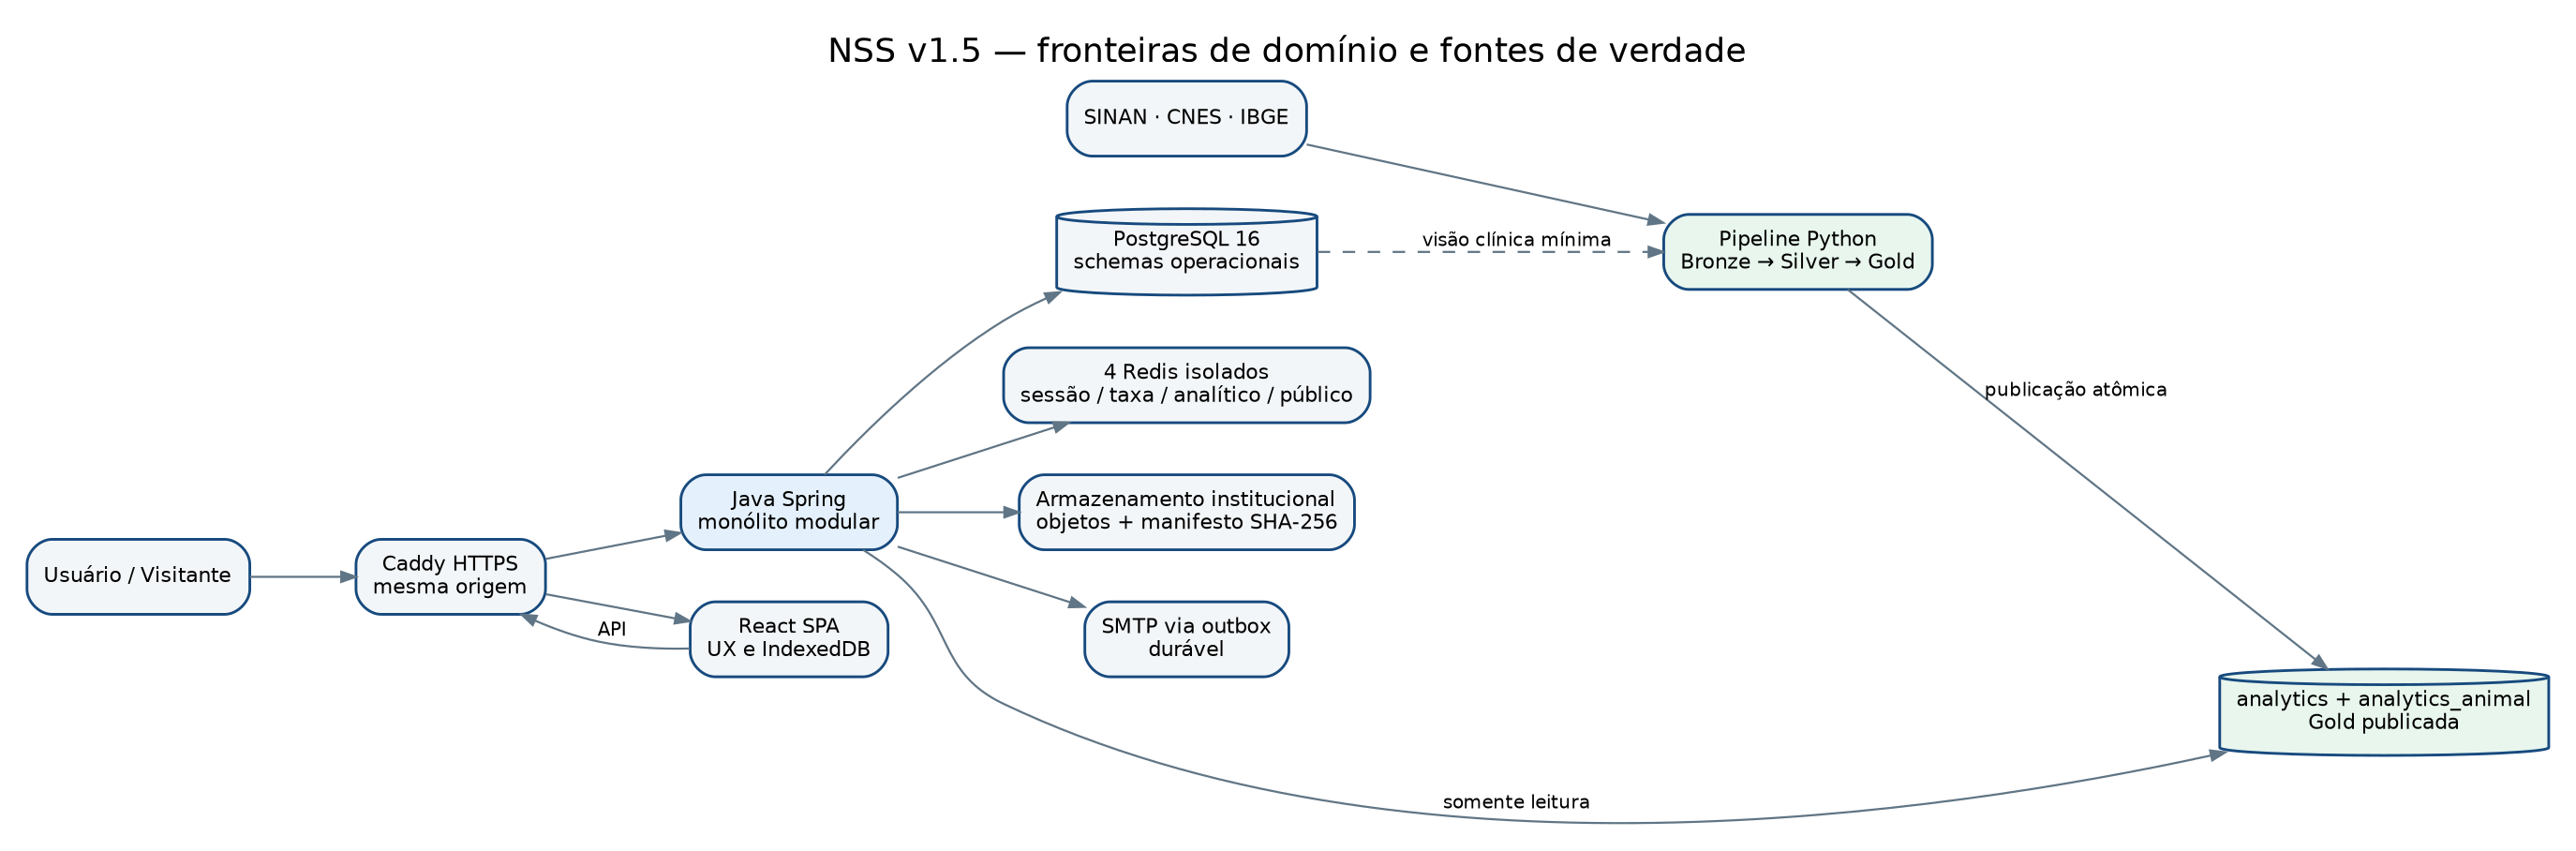 NSS v1.5 — fronteiras de domínio e fontes de verdade
SINAN · CNES · IBGE
PostgreSQL 16
schemas operacionais
visão clínica mínima
Pipeline Python
Bronze → Silver → Gold
4 Redis isolados
sessão / taxa / analítico / público
publicação atômica
Java Spring
monólito modular
Armazenamento institucional
objetos + manifesto SHA-256
Usuário / Visitante
Caddy HTTPS
mesma origem
API
React SPA
UX e IndexedDB
SMTP via outbox
durável
analytics + analytics_animal
Gold publicada
somente leitura